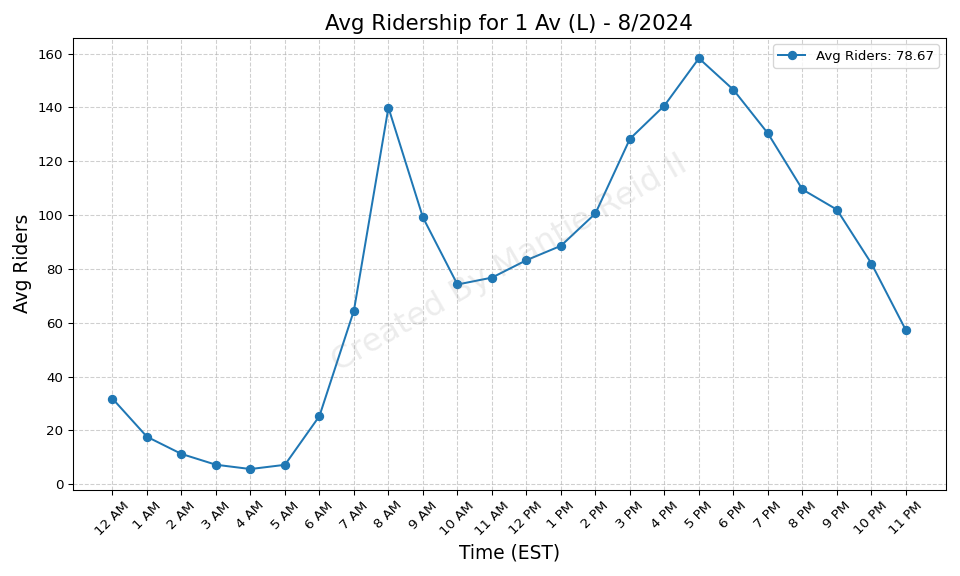 Avg Ridership for 1 Av (L) - 8/2024
Avg Riders: 78.67
Avg Riders
160
140
120
100
80
60
40
20
0
12 AM
1 AM
2 AM
3 AM
4 AM
5 AM
6 AM
7 AM
8 AM
9 AM
10 AM
11 AM
12 PM
1 PM
2 PM
3 PM
4 PM
5 PM
6 PM
7 PM
8 PM
9 PM
10 PM
11 PM
Time (EST)
Created By Mantle Reid II